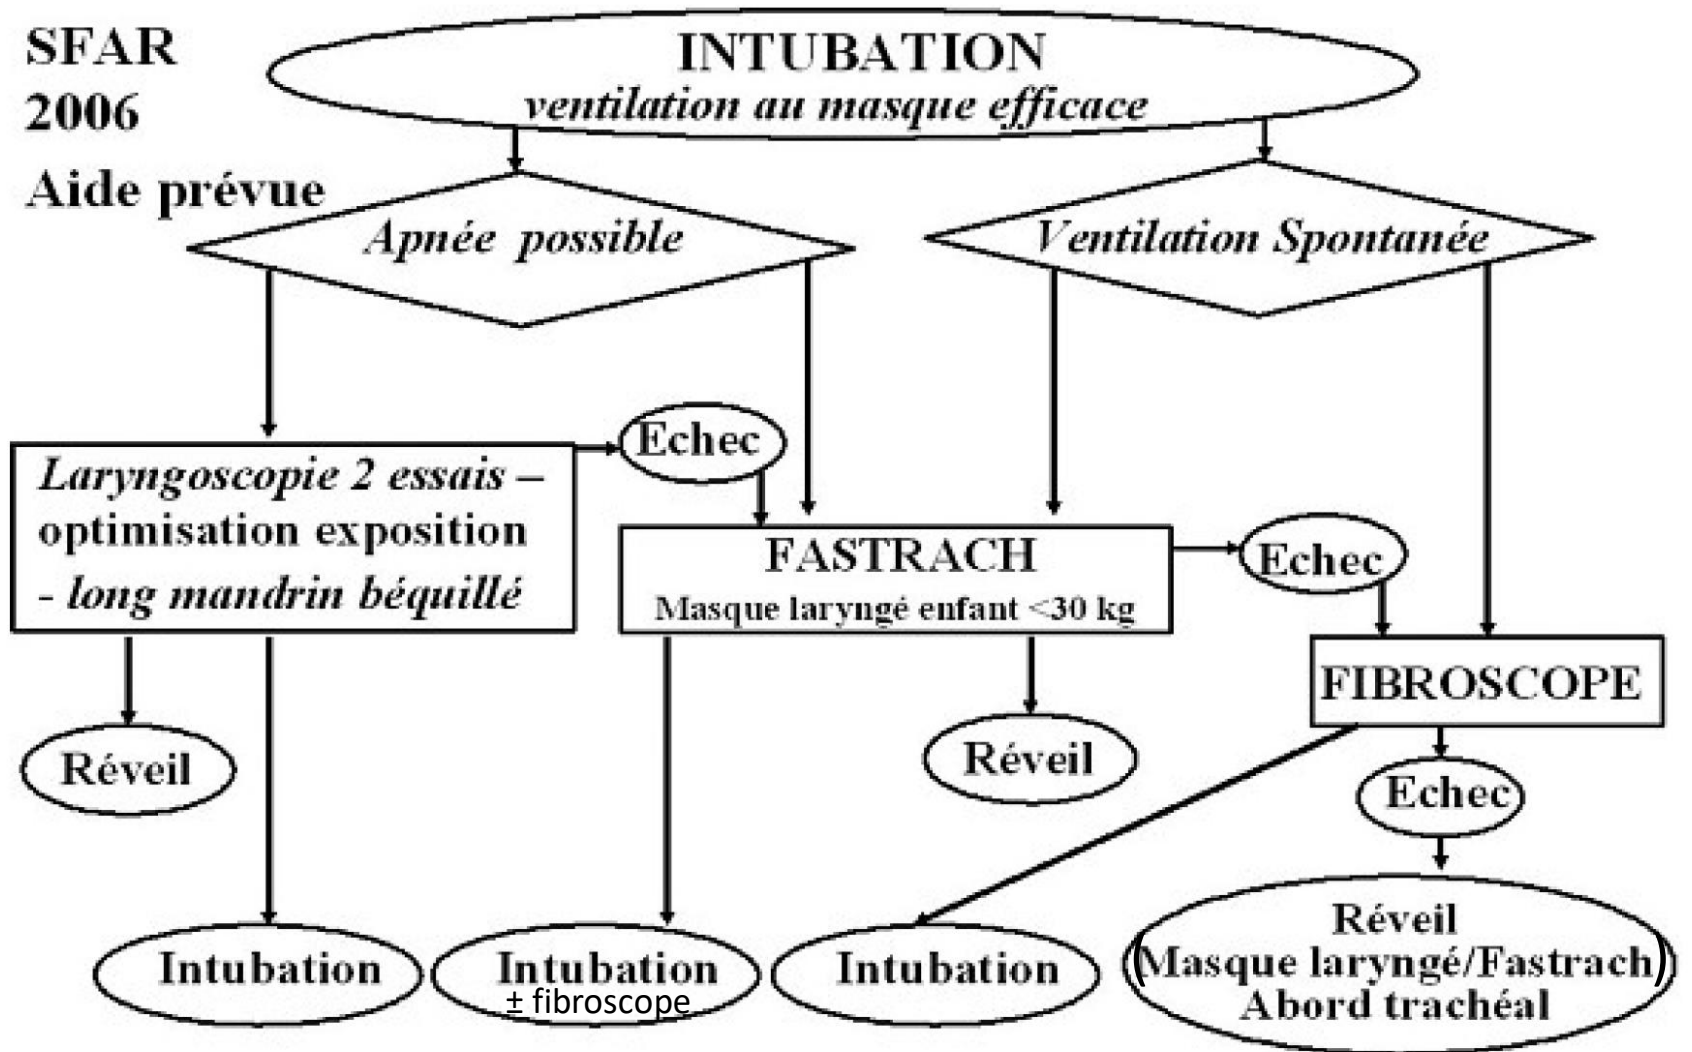 SFAR
2006
Aide prévue
INTUBATION
ventilation au masque efficace
Apnée possible
Ventilation Spontanée
Laryngoscopie 2 essais –
optimisation exposition
- long mandrin béquillé
Echec
FASTRACH
Masque laryngé enfant <30 kg
Echec
FIBROSCOPE
Réveil
Réveil
Echec
Intubation
Intubation
± fibroscope
Intubation
Réveil
(Masque laryngé/Fastrach)
Abord trachéal